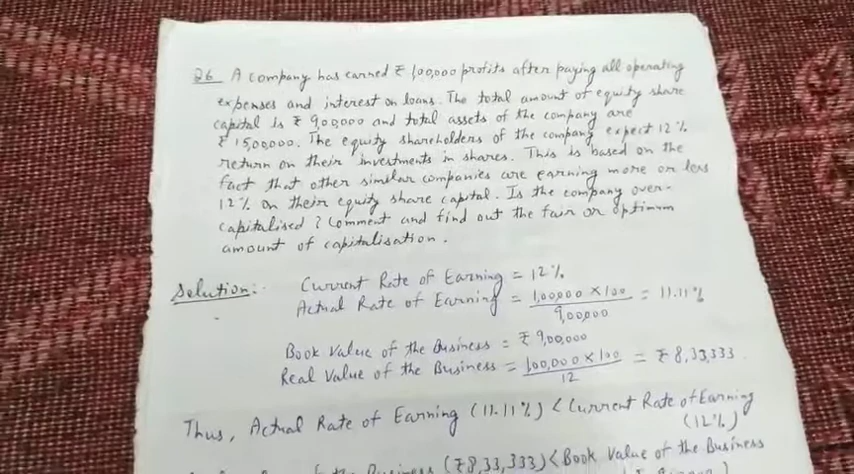 26 A company has earned ₹ 1,00,000 profits after paying all operating
expenses and interest on loans. The total amount of equity share
capital is ₹ 9,00,000 and total assets of the company are
₹ 15,00,000. The equity shareholders of the company expect 12%
return on their investments in shares. This is based on the
fact that other similar companies are earning more or less
12% on their equity share capital. Is the company over-
capitalised? Comment and find out the fair or optimum
amount of capitalisation.
Solution:- Current Rate of Earning = 12%
Actual Rate of Earning = 1,00,000 × 100 / 9,00,000 = 11.11%
Book Value of the Business = ₹ 9,00,000
Real Value of the Business = 1,00,000 × 100 / 12 = ₹ 8,33,333
Thus, Actual Rate of Earning (11.11%) < Current Rate of Earning
(12%)
the Business (₹8,33,333) < Book Value of the Business